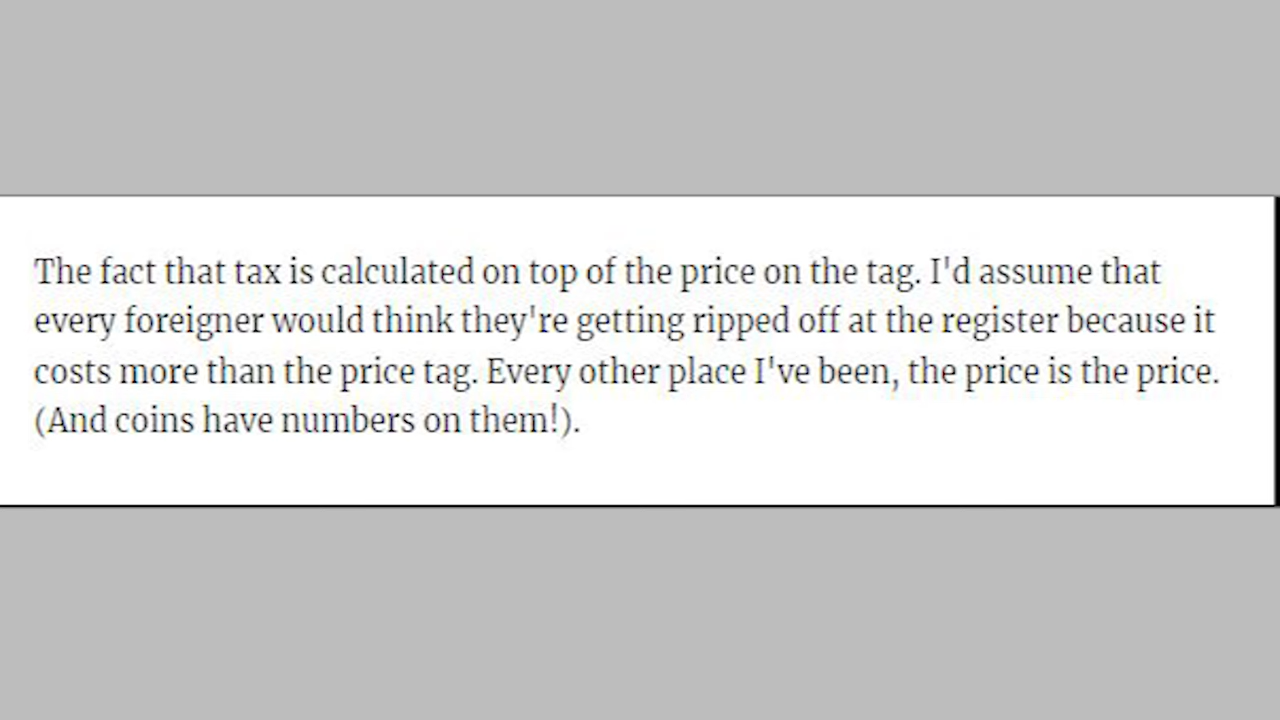 The fact that tax is calculated on top of the price on the tag. I'd assume that
every foreigner would think they're getting ripped off at the register because it
costs more than the price tag. Every other place I've been, the price is the price.
(And coins have numbers on them!).